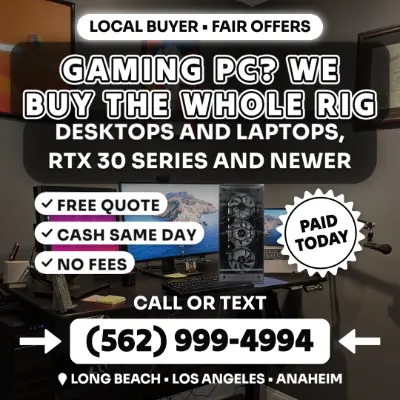 LOCAL BUYER • FAIR OFFERS
GAMING PC? WE
BUY THE WHOLE RIG
DESKTOPS AND LAPTOPS,
RTX 30 SERIES AND NEWER
✓ FREE QUOTE
✓ CASH SAME DAY
✓ NO FEES
PAID
TODAY
CALL OR TEXT
(562) 999-4994
LONG BEACH • LOS ANGELES • ANAHEIM